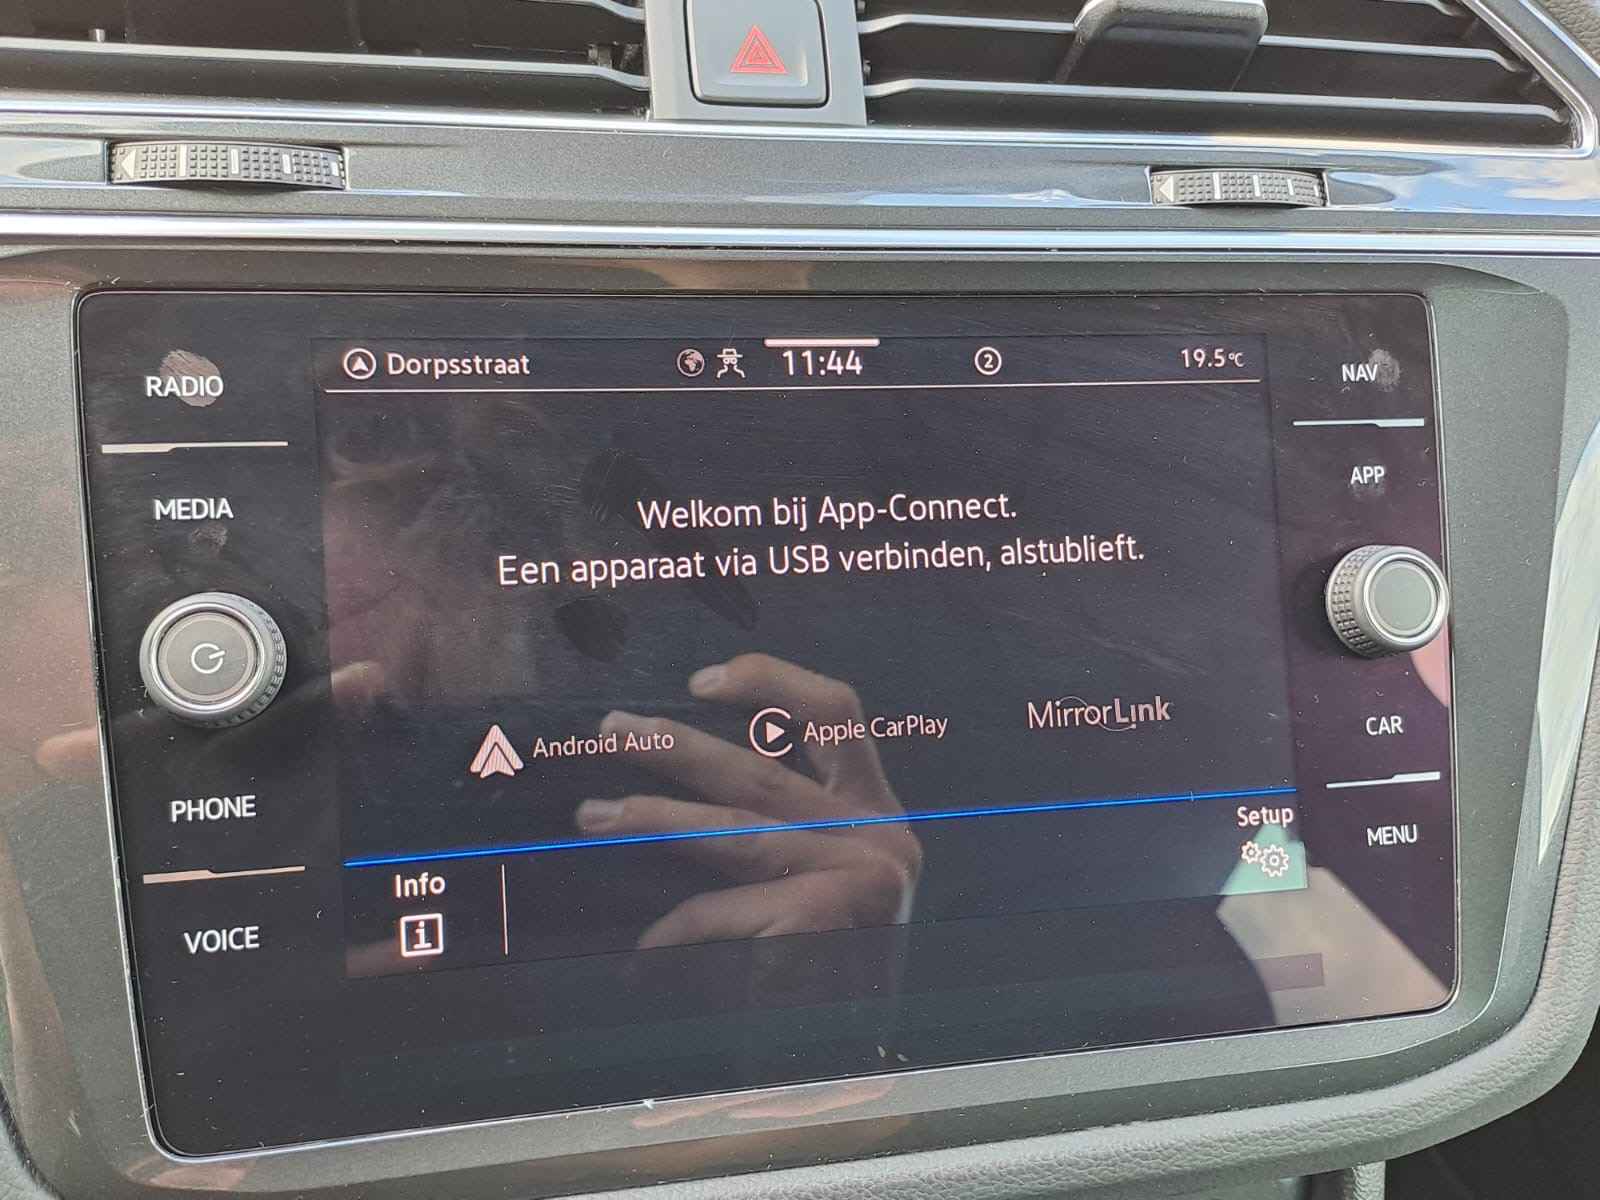 RADIO
MEDIA
PHONE
VOICE
Dorpsstraat
11:44
2
19.5°C
Welkom bij App-Connect.
Een apparaat via USB verbinden, alstublieft.
Android Auto
Apple CarPlay
MirrorLink
Info
i
Setup
NAV
APP
CAR
MENU